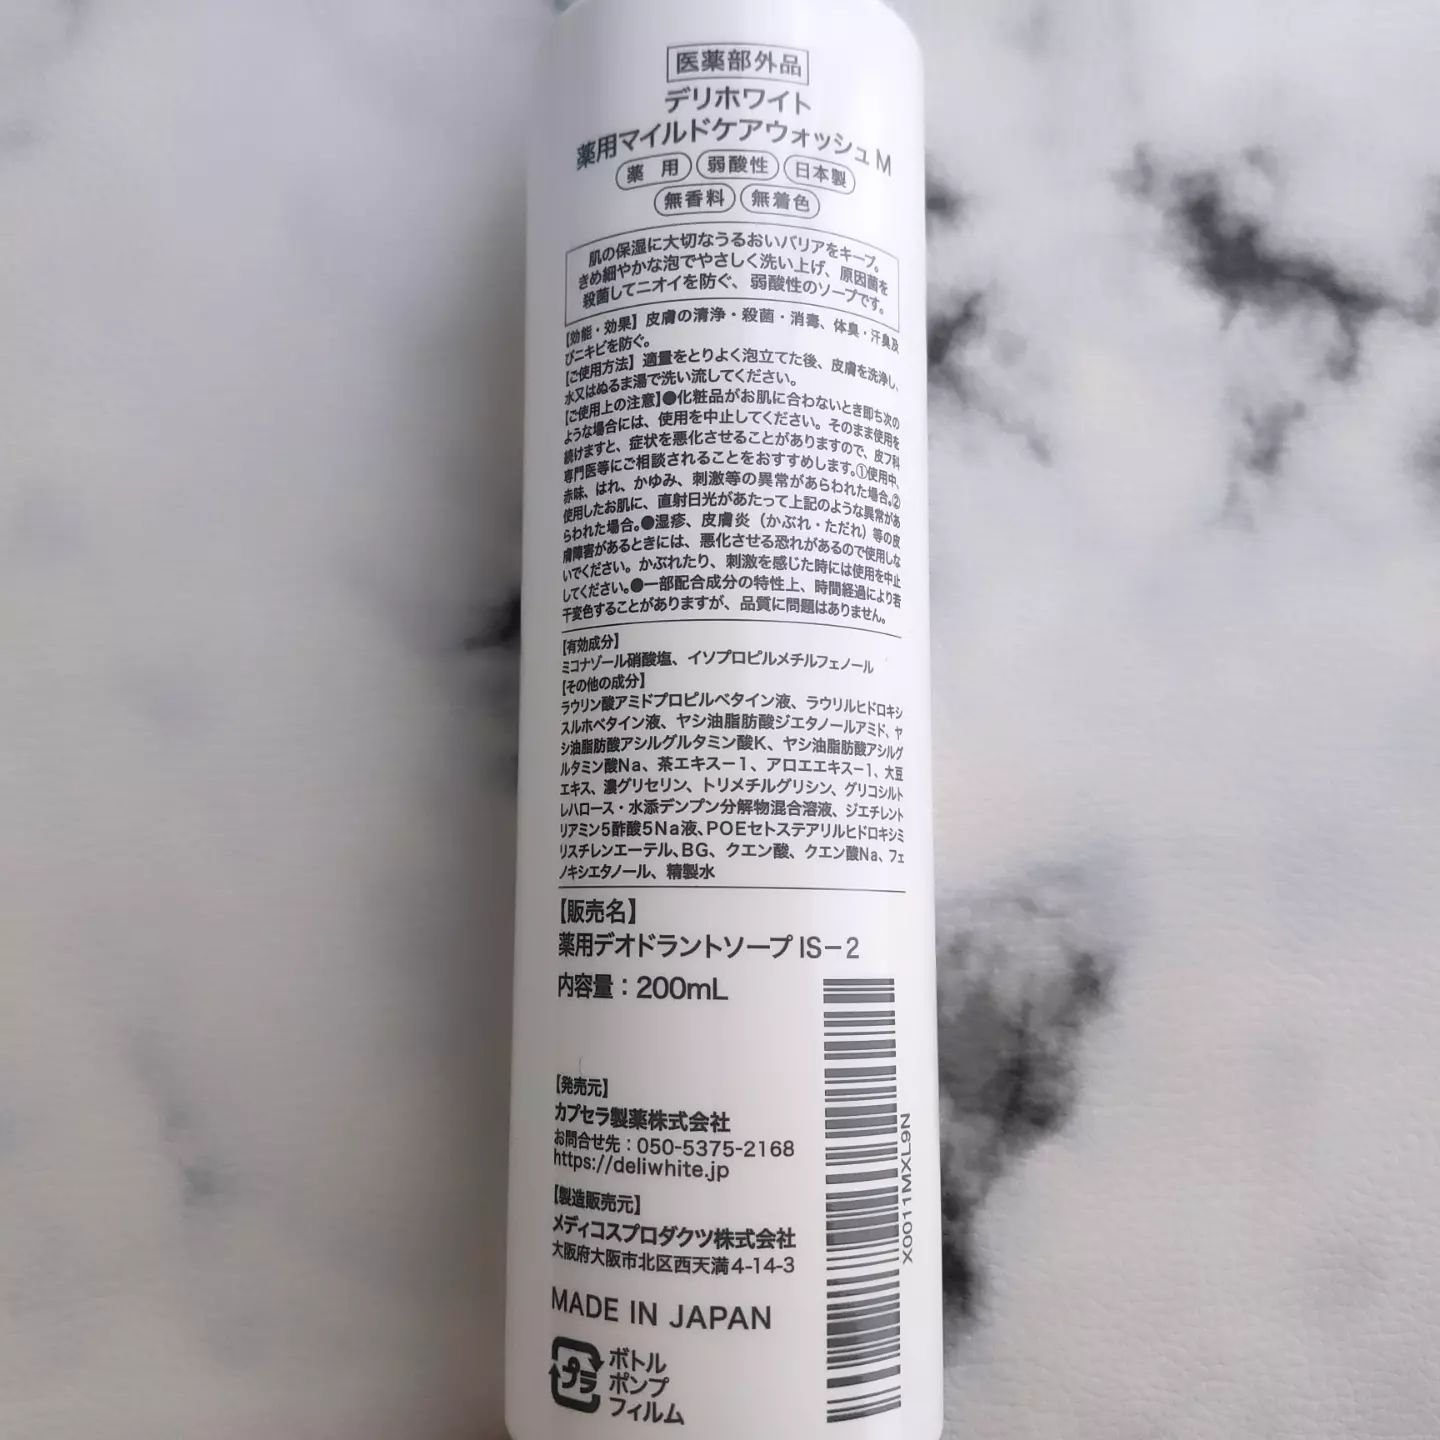 医薬部外品
デリホワイト
薬用マイルドケアウォッシュM
薬用 弱酸性 日本製
無香料 無着色
肌の保湿に大切なうるおいバリアをキープ。
きめ細やかな泡でやさしく洗い上げ、原因菌を
殺菌してニオイを防ぐ、弱酸性のソープです。
【効能・効果】皮膚の清浄・殺菌・消毒、体臭・汗臭及
びニキビを防ぐ。
【ご使用方法】適量をとりよく泡立てた後、皮膚を洗浄し、
水又はぬるま湯で洗い流してください。
【ご使用上の注意】●化粧品がお肌に合わないとき即ち次の
ような場合には、使用を中止してください。そのまま使用を
続けますと、症状を悪化させることがありますので、皮フ科
専門医等にご相談されることをおすすめします。①使用中、
赤味、はれ、かゆみ、刺激等の異常があらわれた場合。②
使用したお肌に、直射日光があたって上記のような異常があ
らわれた場合。●湿疹、皮膚炎（かぶれ・ただれ）等の皮
膚障害があるときには、悪化させる恐れがあるので使用しな
いでください。かぶれたり、刺激を感じた時には使用を中止
してください。●一部配合成分の特性上、時間経過により若
干変色することがありますが、品質に問題はありません。
【有効成分】
ミコナゾール硝酸塩、イソプロピルメチルフェノール
【その他の成分】
ラウリン酸アミドプロピルベタイン液、ラウリルヒドロキシ
スルホベタイン液、ヤシ油脂肪酸ジエタノールアミド、ヤ
シ油脂肪酸アシルグルタミン酸K、ヤシ油脂肪酸アシルグ
ルタミン酸Na、茶エキス－1、アロエエキス－1、大豆
エキス、濃グリセリン、トリメチルグリシン、グリコシルト
レハロース・水添デンプン分解物混合溶液、ジエチレント
リアミン5酢酸5Na液、POEセトステアリルヒドロキシミ
リスチレンエーテル、BG、クエン酸、クエン酸Na、フェ
ノキシエタノール、精製水
【販売名】
薬用デオドラントソープ IS－2
内容量：200mL
【発売元】
カプセラ製薬株式会社
お問合せ先：050-5375-2168
https://deliwhite.jp
【製造販売元】
メディコスプロダクツ株式会社
大阪府大阪市北区西天満4-14-3
MADE IN JAPAN
プラ
ボトル
ポンプ
フィルム
X0011MXL9N